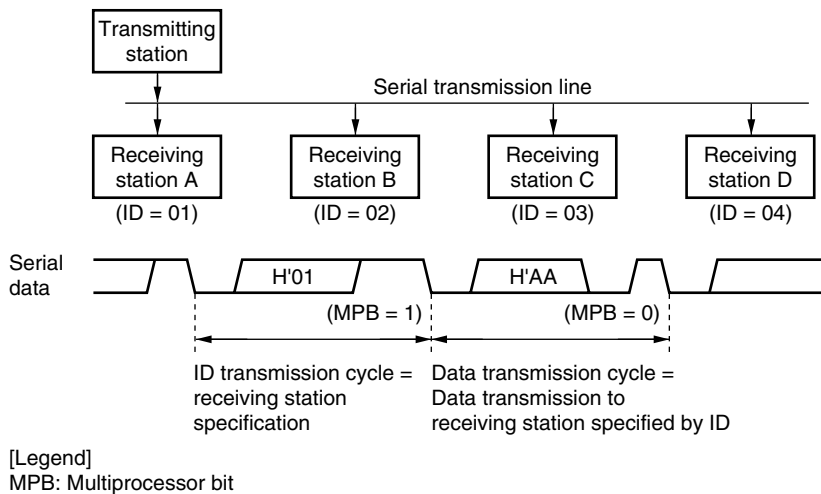 Transmitting
station
Serial transmission line
Receiving
station A
Receiving
station B
Receiving
station C
Receiving
station D
(ID = 01)
(ID = 02)
(ID = 03)
(ID = 04)
Serial
data
H'01
H'AA
(MPB = 1)
(MPB = 0)
ID transmission cycle =
receiving station
specification
Data transmission cycle =
Data transmission to
receiving station specified by ID
[Legend]
MPB: Multiprocessor bit